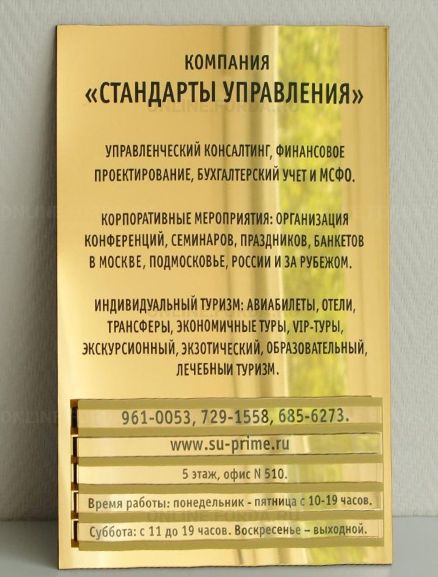 КОМПАНИЯ
«СТАНДАРТЫ УПРАВЛЕНИЯ»
УПРАВЛЕНЧЕСКИЙ КОНСАЛТИНГ, ФИНАНСОВОЕ
ПРОЕКТИРОВАНИЕ, БУХГАЛТЕРСКИЙ УЧЕТ И МСФО.
КОРПОРАТИВНЫЕ МЕРОПРИЯТИЯ: ОРГАНИЗАЦИЯ
КОНФЕРЕНЦИЙ, СЕМИНАРОВ, ПРАЗДНИКОВ, БАНКЕТОВ
В МОСКВЕ, ПОДМОСКОВЬЕ, РОССИИ И ЗА РУБЕЖОМ.
ИНДИВИДУАЛЬНЫЙ ТУРИЗМ: АВИАБИЛЕТЫ, ОТЕЛИ,
ТРАНСФЕРЫ, ЭКОНОМИЧНЫЕ ТУРЫ, VIP-ТУРЫ,
ЭКСКУРСИОННЫЙ, ЭКЗОТИЧЕСКИЙ, ОБРАЗОВАТЕЛЬНЫЙ,
ЛЕЧЕБНЫЙ ТУРИЗМ.
961-0053, 729-1558, 685-6273.
www.su-prime.ru
5 этаж, офис N 510.
Время работы: понедельник - пятница с 10-19 часов.
Суббота: с 11 до 19 часов. Воскресенье – выходной.